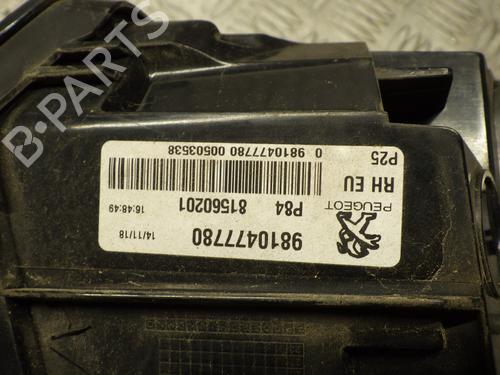 PEUGEOT
RH EU
P25
0 9810477780 00503538
P84 81560201 16:48:49
9810477780 14/11/18
B-PARTS